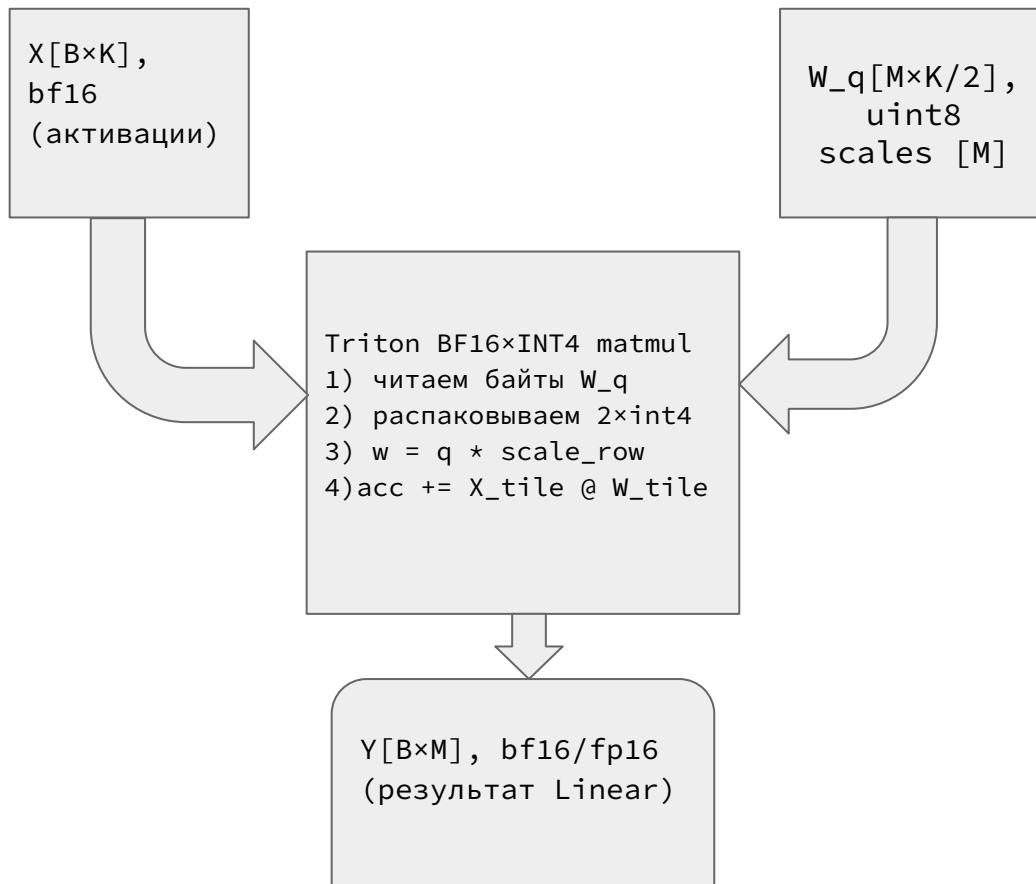 X[B×K],
bf16
(активации)
W_q[M×K/2],
uint8
scales [M]
Triton BF16×INT4 matmul
1) читаем байты W_q
2) распаковываем 2×int4
3) w = q * scale_row
4)acc += X_tile @ W_tile
Y[B×M], bf16/fp16
(результат Linear)